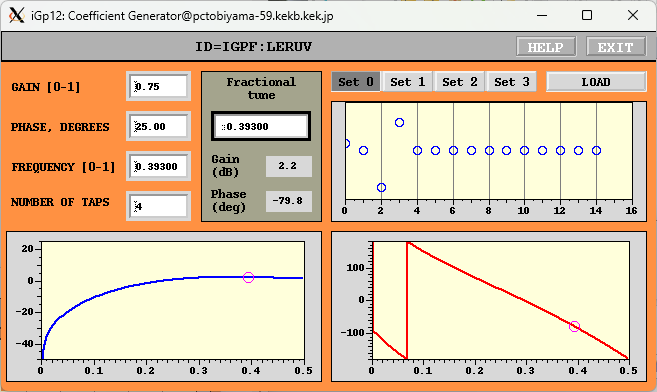 iGp12: Coefficient Generator@pctobiyama-59.kekb.kek.jp
ID=IGPF:LERUV
HELP
EXIT
GAIN [0-1]
0.75
PHASE, DEGREES
25.00
FREQUENCY [0-1]
0.39300
NUMBER OF TAPS
4
Fractional
tune
0.39300
Gain
(dB)
2.2
Phase
(deg)
-79.8
Set 0
Set 1
Set 2
Set 3
LOAD
0 2 4 6 8 10 12 14 16
20
0
-20
-40
0 0.1 0.2 0.3 0.4 0.5
100
0
-100
0 0.1 0.2 0.3 0.4 0.5